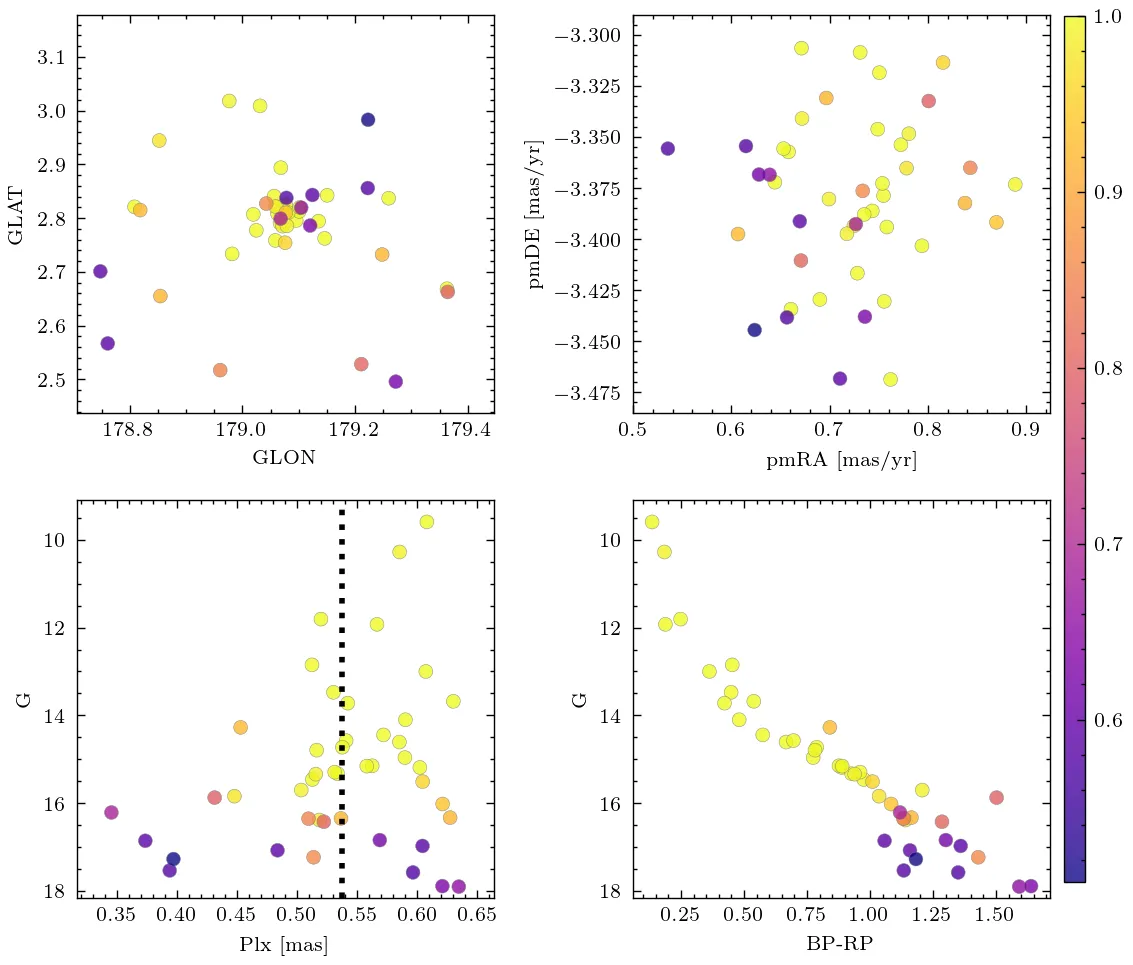 GLAT
3.1
3.0
2.9
2.8
2.7
2.6
2.5
178.8 179.0 179.2 179.4
GLON
pmDE [mas/yr]
−3.300
−3.325
−3.350
−3.375
−3.400
−3.425
−3.450
−3.475
0.5 0.6 0.7 0.8 0.9
pmRA [mas/yr]
1.0
0.9
0.8
0.7
0.6
G
10
12
14
16
18
0.35 0.40 0.45 0.50 0.55 0.60 0.65
Plx [mas]
G
10
12
14
16
18
0.25 0.50 0.75 1.00 1.25 1.50
BP-RP